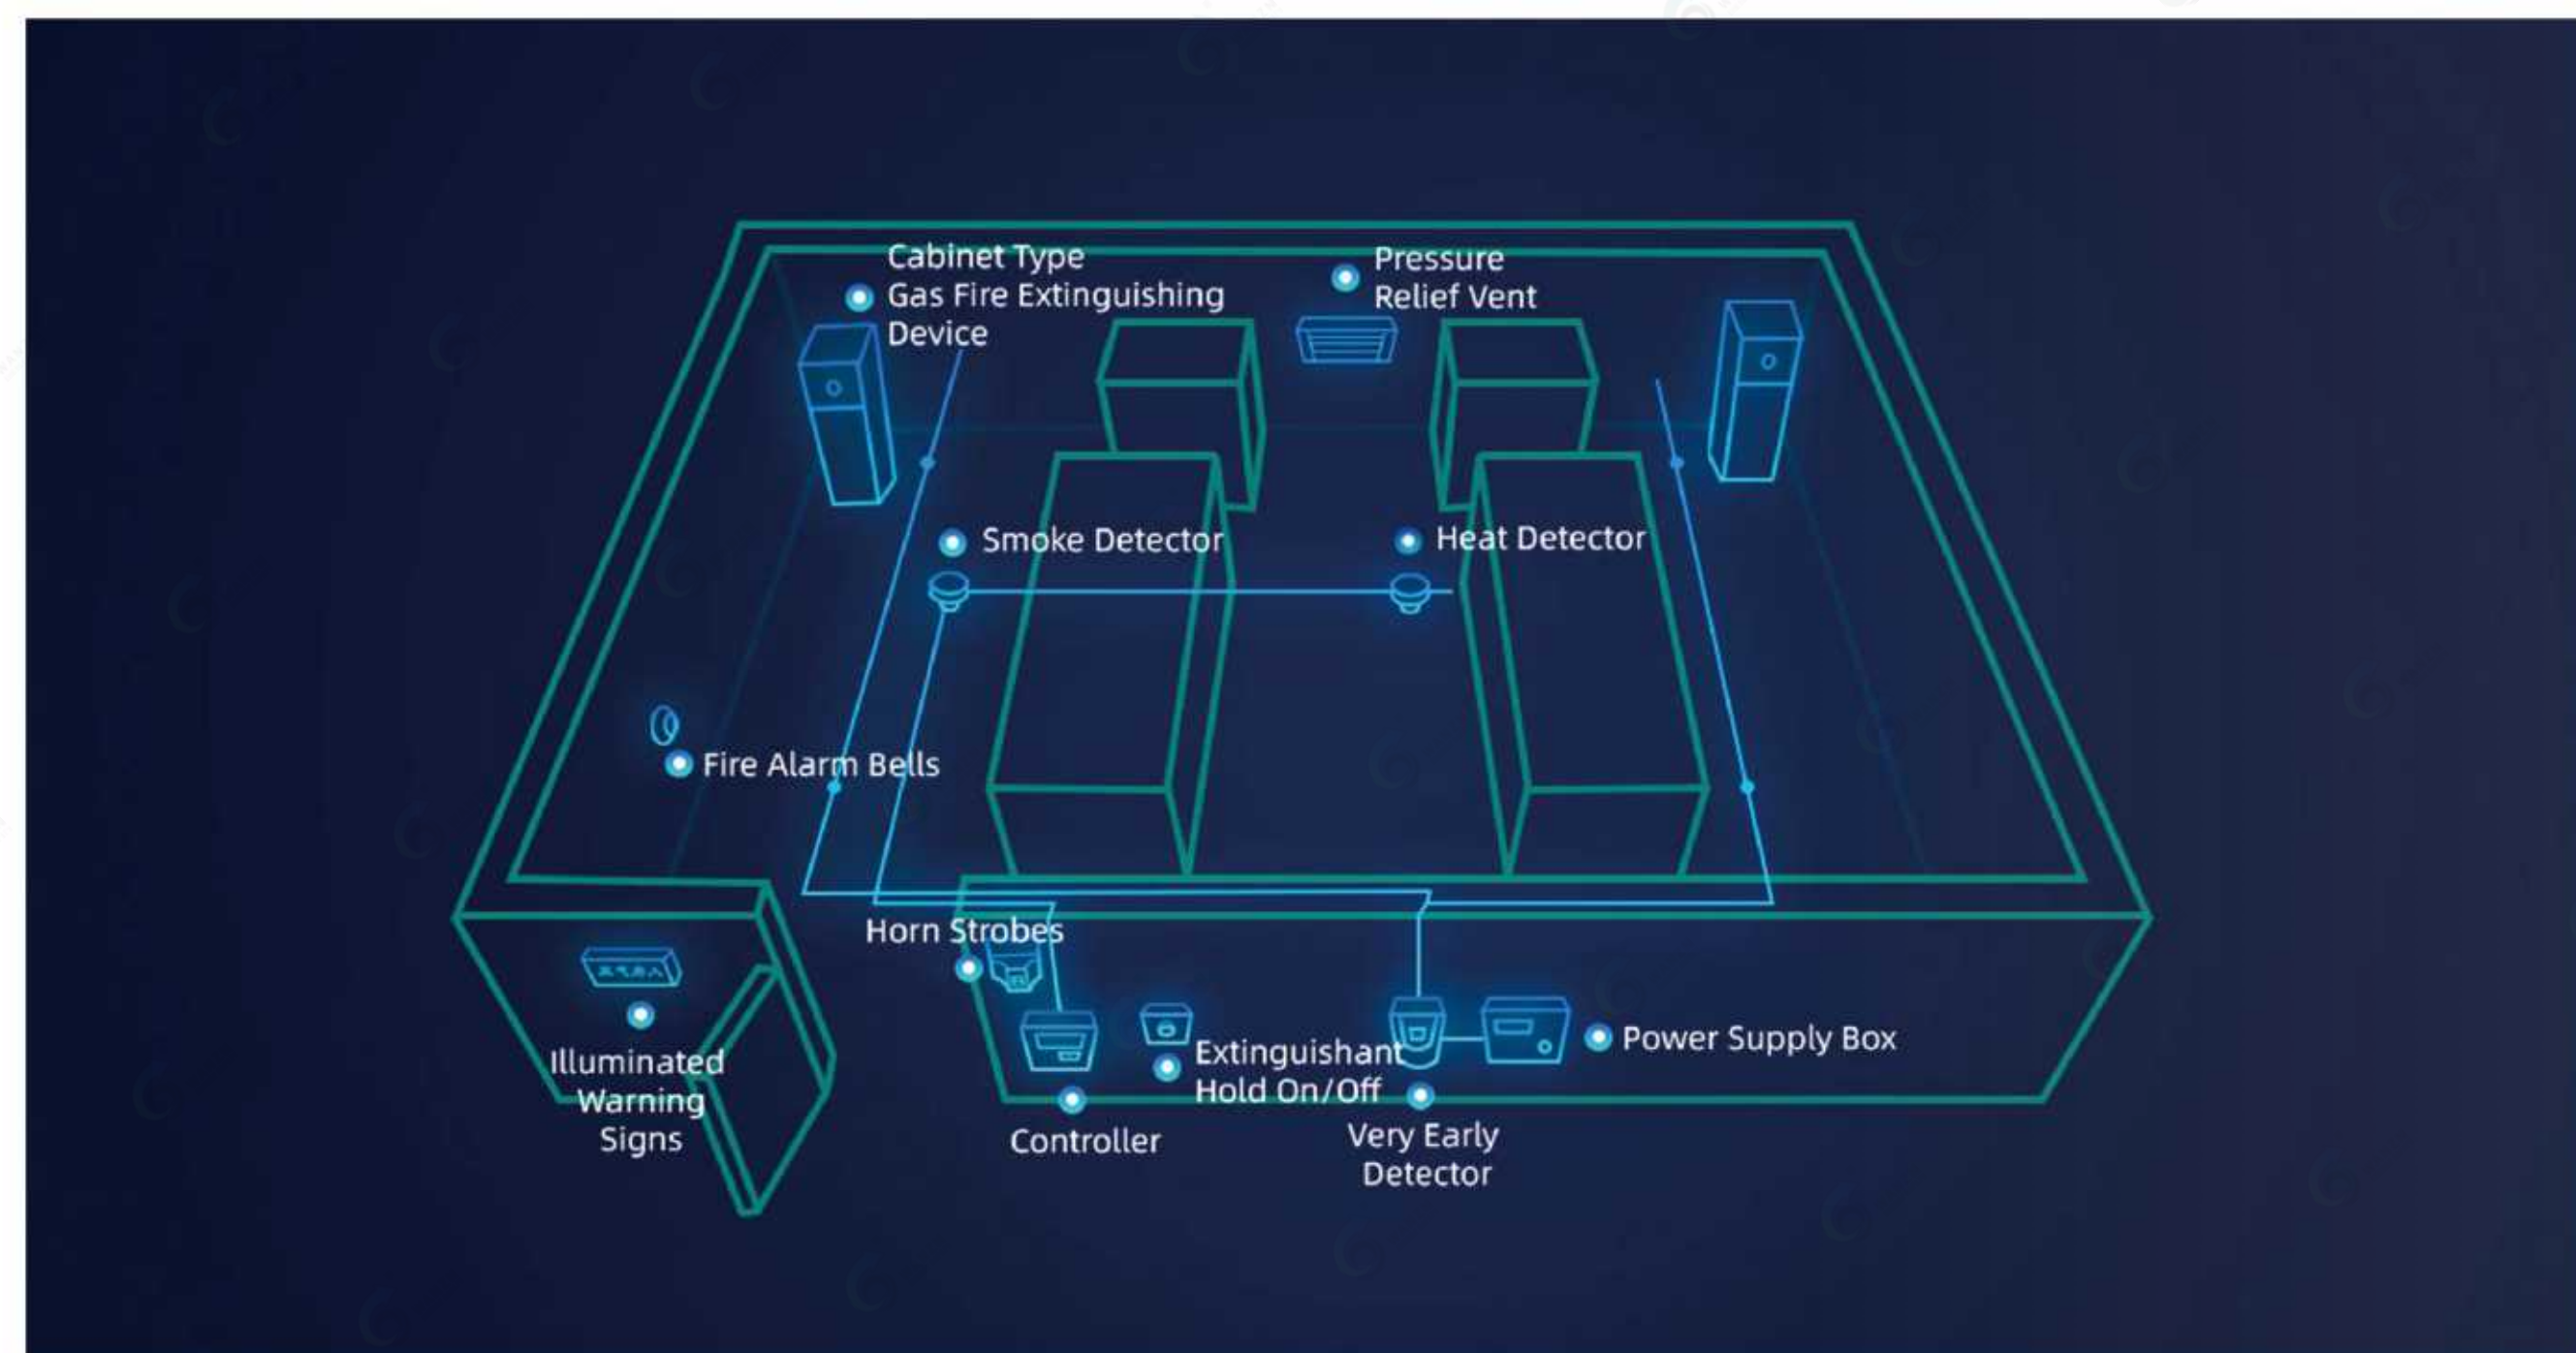 Cabinet Type
Gas Fire Extinguishing
Device
Pressure
Relief Vent
Smoke Detector
Heat Detector
Fire Alarm Bells
Horn Strobes
Illuminated
Warning
Signs
Controller
Extinguishant
Hold On/Off
Very Early
Detector
Power Supply Box